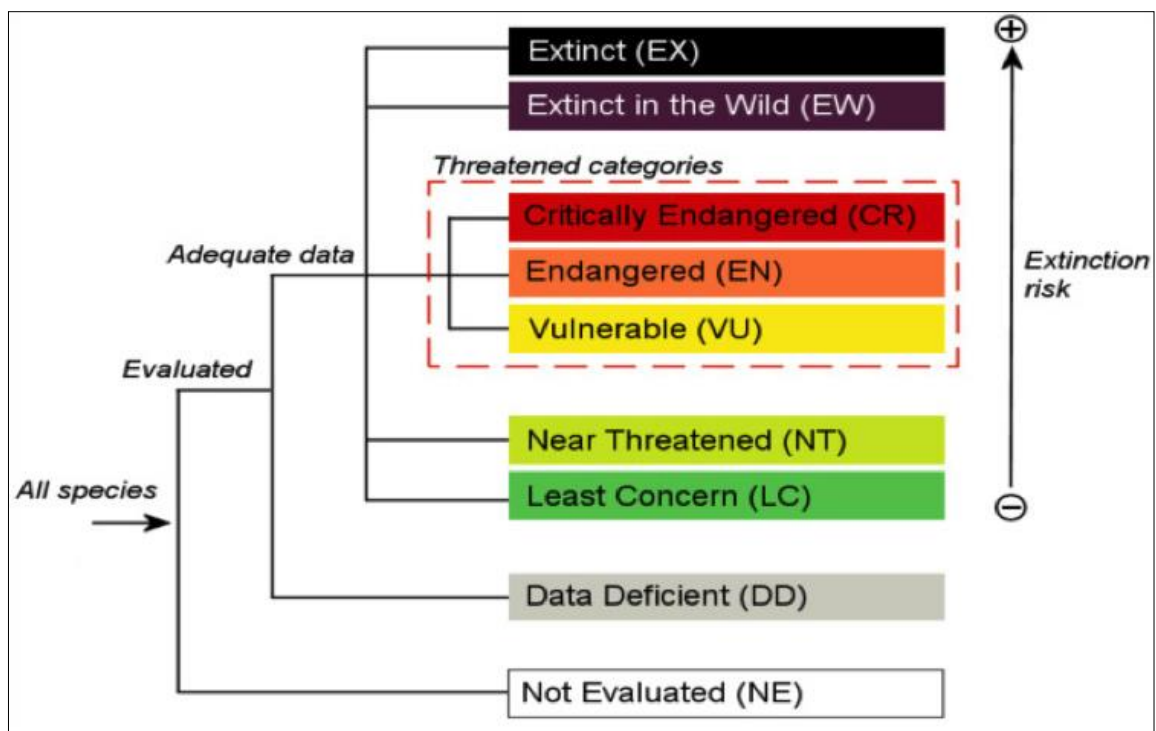 Extinct (EX)
Extinct in the Wild (EW)
Threatened categories
Critically Endangered (CR)
Adequate data
Endangered (EN)
Extinction
risk
Vulnerable (VU)
Evaluated
Near Threatened (NT)
All species
Least Concern (LC)
Data Deficient (DD)
Not Evaluated (NE)